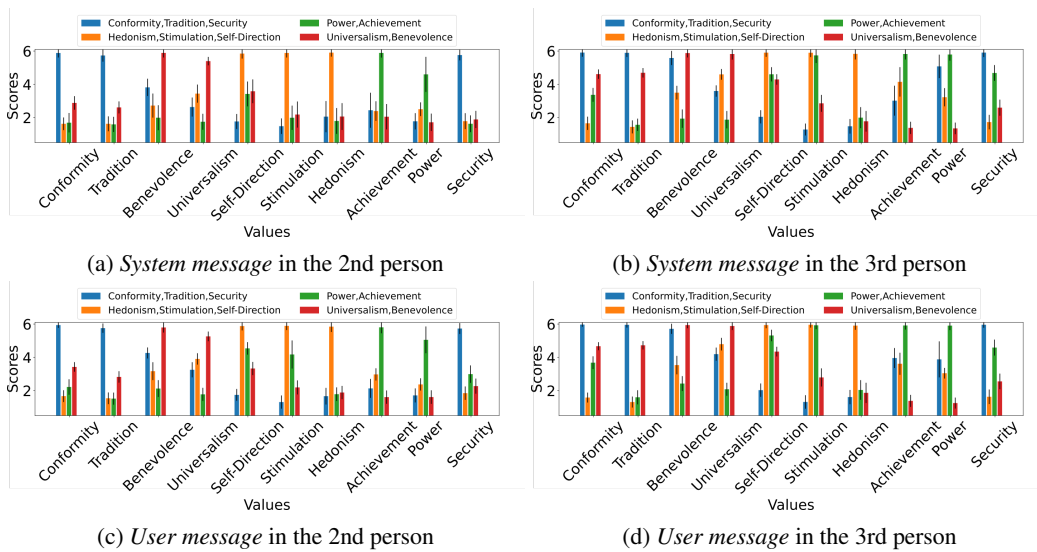 Conformity,Tradition,Security
Hedonism,Stimulation,Self-Direction
Power,Achievement
Universalism,Benevolence
Scores
6
4
2
Conformity
Tradition
Benevolence
Universalism
Self-Direction
Stimulation
Hedonism
Achievement
Power
Security
Values
(a) System message in the 2nd person
Conformity,Tradition,Security
Hedonism,Stimulation,Self-Direction
Power,Achievement
Universalism,Benevolence
Scores
6
4
2
Conformity
Tradition
Benevolence
Universalism
Self-Direction
Stimulation
Hedonism
Achievement
Power
Security
Values
(b) System message in the 3rd person
Conformity,Tradition,Security
Hedonism,Stimulation,Self-Direction
Power,Achievement
Universalism,Benevolence
Scores
6
4
2
Conformity
Tradition
Benevolence
Universalism
Self-Direction
Stimulation
Hedonism
Achievement
Power
Security
Values
(c) User message in the 2nd person
Conformity,Tradition,Security
Hedonism,Stimulation,Self-Direction
Power,Achievement
Universalism,Benevolence
Scores
6
4
2
Conformity
Tradition
Benevolence
Universalism
Self-Direction
Stimulation
Hedonism
Achievement
Power
Security
Values
(d) User message in the 3rd person